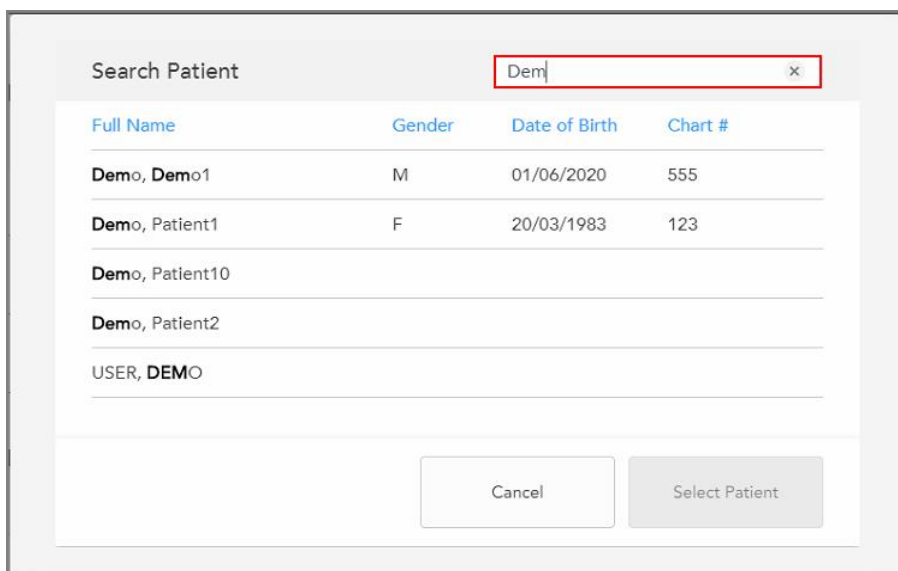 Search Patient Dem
Full Name Gender Date of Birth Chart #
Demo, Demo1 M 01/06/2020 555
Demo, Patient1 F 20/03/1983 123
Demo, Patient10
Demo, Patient2
USER, DEMO
Cancel Select Patient